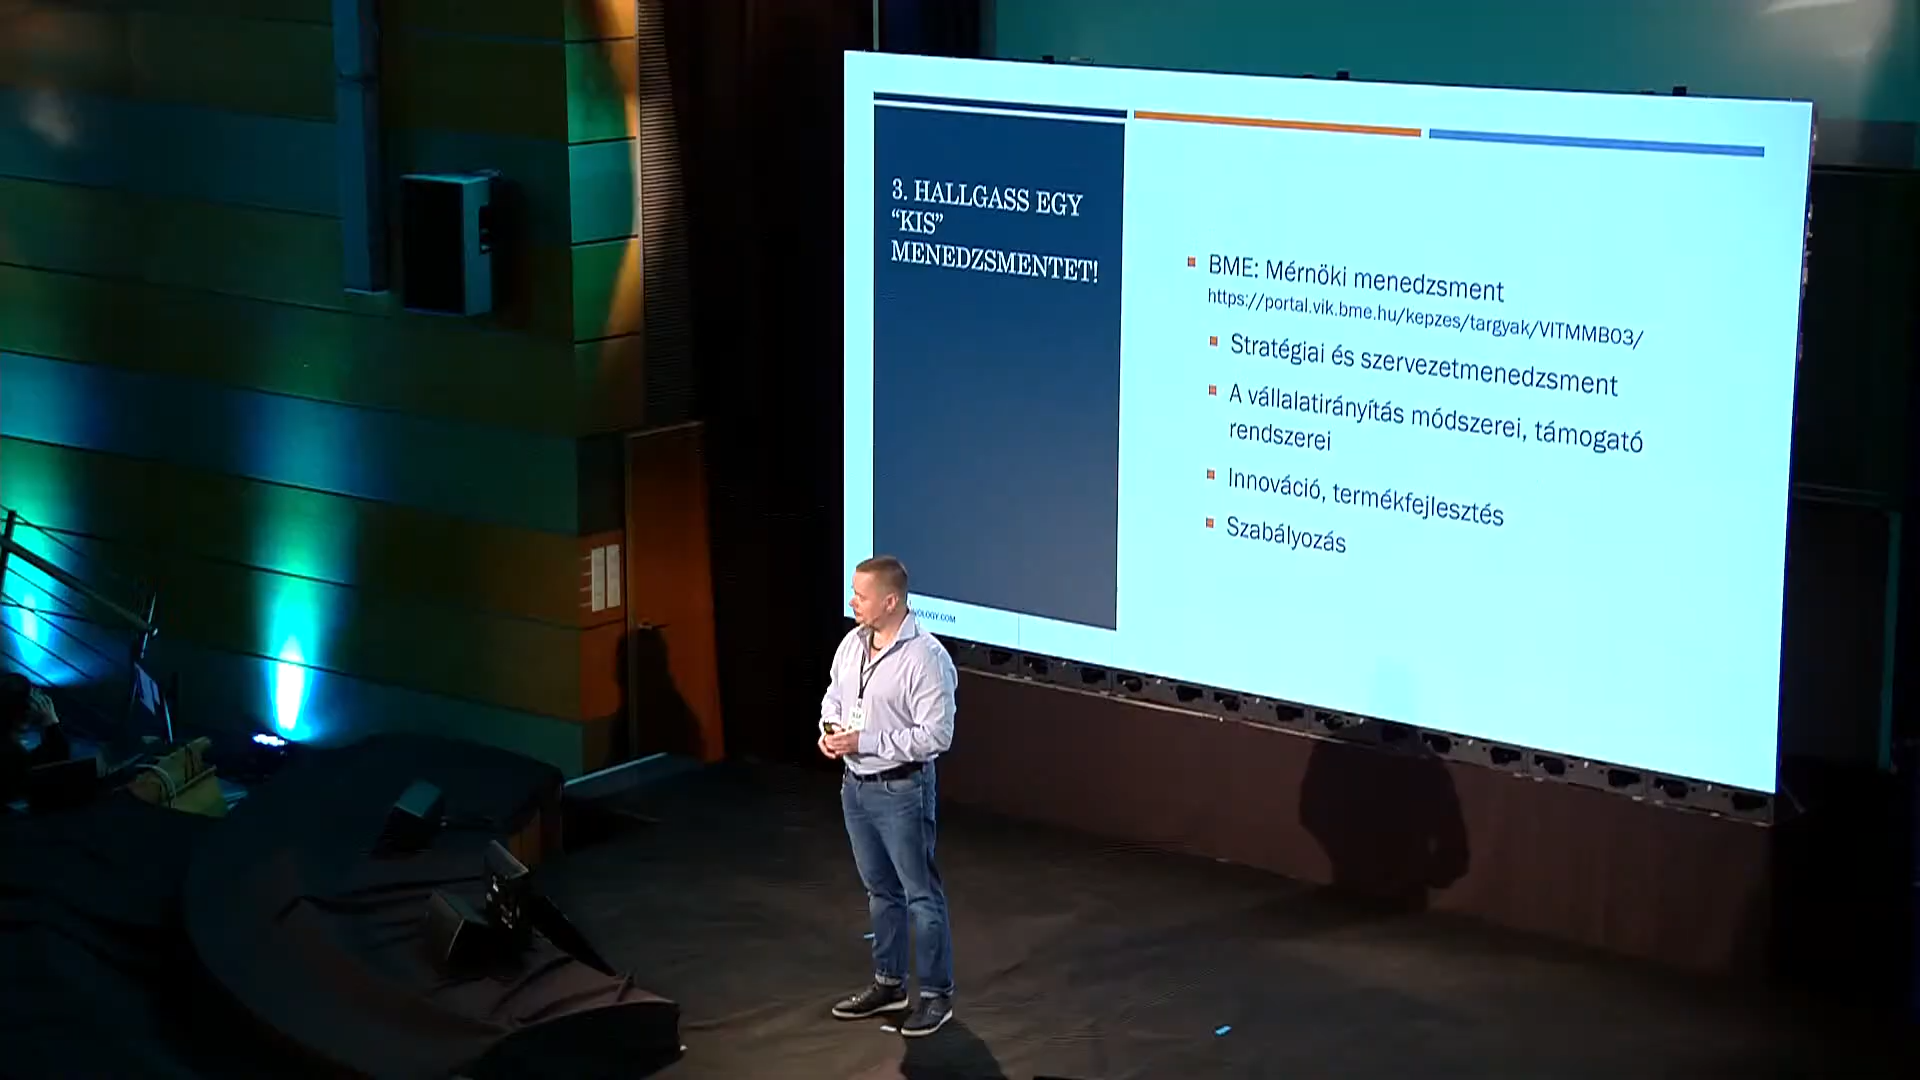 3. HALLGASS EGY
“KIS”
MENEDZSMENTET!
BME: Mérnöki menedzsment
https://portal.vik.bme.hu/kepzes/targyak/VITMMB03/
Stratégiai és szervezetmenedzsment
A vállalatirányítás módszerei, támogató
rendszerei
Innováció, termékfejlesztés
Szabályozás